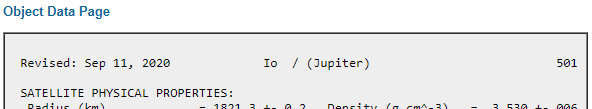 Object Data Page
Revised: Sep 11, 2020 Io / (Jupiter) 501
SATELLITE PHYSICAL PROPERTIES:
Radius (km) = 1821.3 +- 0.2 Density (g cm^-3) = 3.530 +- .006